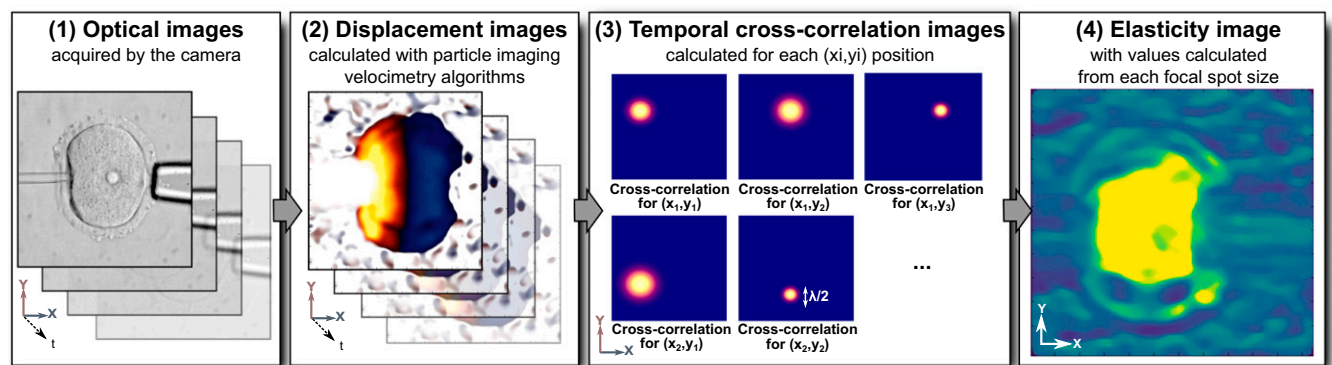 (1) Optical images
acquired by the camera
Y
X
t
(2) Displacement images
calculated with particle imaging
velocimetry algorithms
Y
X
t
(3) Temporal cross-correlation images
calculated for each (xi,yi) position
Cross-correlation
for (x₁,y₁)
Cross-correlation
for (x₁,y₂)
Cross-correlation
for (x₁,y₃)
λ/2
...
Cross-correlation
for (x₂,y₁)
Cross-correlation
for (x₂,y₂)
Y
X
(4) Elasticity image
with values calculated
from each focal spot size
Y
X